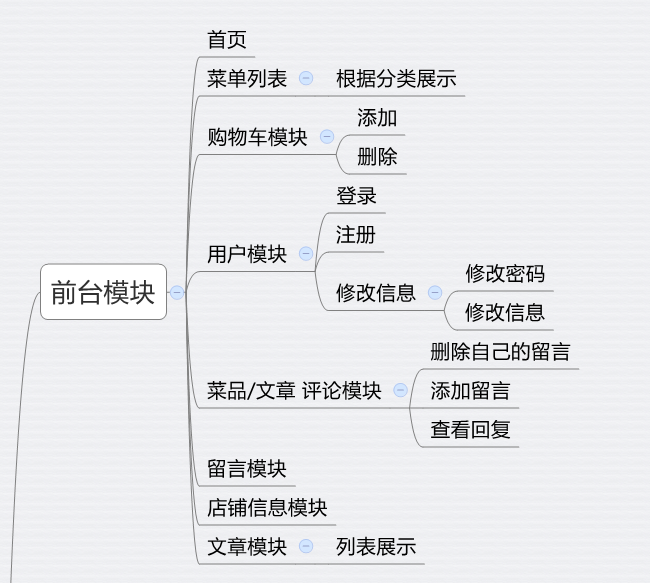 首页
菜单列表
根据分类展示
购物车模块
添加
删除
用户模块
登录
注册
修改信息
修改密码
修改信息
前台模块
菜品/文章 评论模块
删除自己的留言
添加留言
查看回复
留言模块
店铺信息模块
文章模块
列表展示